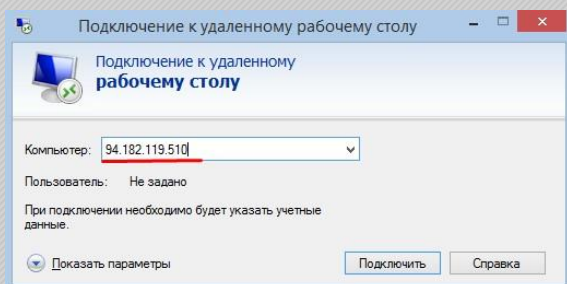 Подключение к удаленному рабочему столу
Подключение к удаленному
рабочему столу
Компьютер: 94.182.119.510
Пользователь: Не задано
При подключении необходимо будет указать учетные
данные.
Показать параметры Подключить Справка